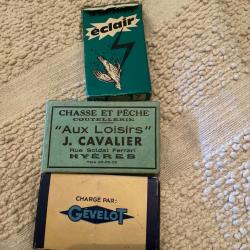 éclair
CHASSE ET PÊCHE
COUTELLERIE
"Aux Loisirs"
J. CAVALIER
Rue Soldat Ferrari
HYÈRES
CHARGÉ PAR:
GEVELOT